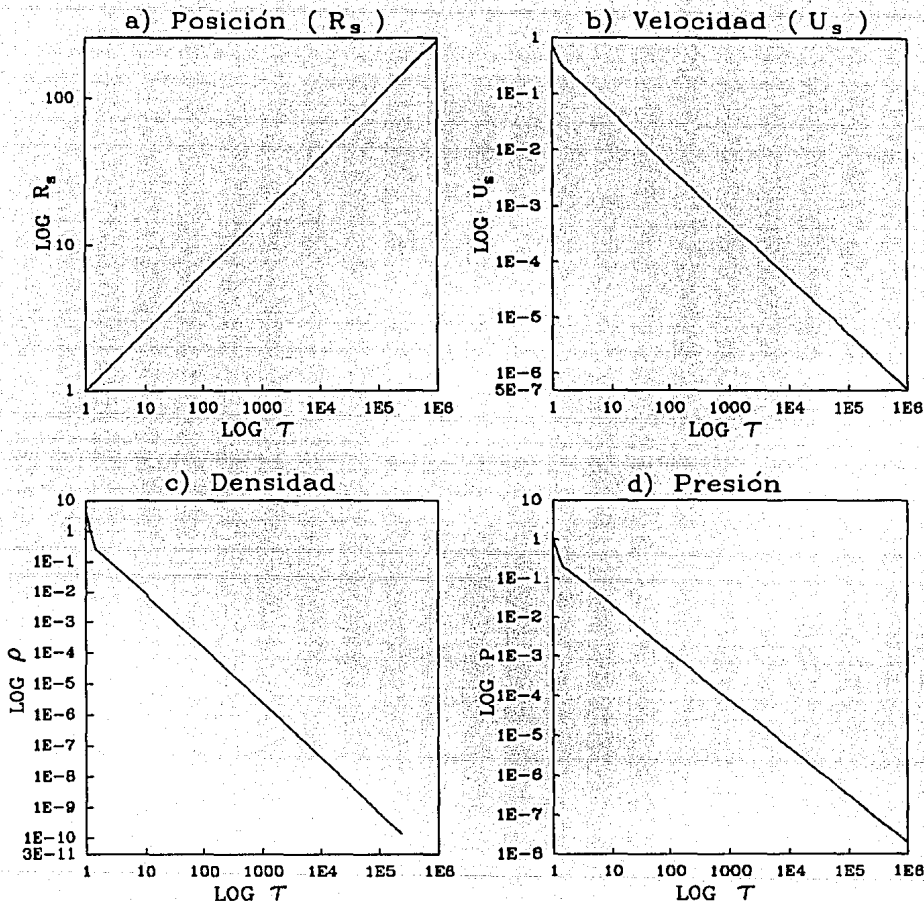 a) Posición ( Rs )
LOG Rs
100
10
1
1 10 100 1000 1E4 1E5 1E6
LOG τ
b) Velocidad ( Us )
LOG Us
1
1E-1
1E-2
1E-3
1E-4
1E-5
1E-6
5E-7
1 10 100 1000 1E4 1E5 1E6
LOG τ
c) Densidad
LOG ρ
10
1
1E-1
1E-2
1E-3
1E-4
1E-5
1E-6
1E-7
1E-8
1E-9
1E-10
3E-11
1 10 100 1000 1E4 1E5 1E6
LOG τ
d) Presión
LOG P
10
1
1E-1
1E-2
1E-3
1E-4
1E-5
1E-6
1E-7
1E-8
1 10 100 1000 1E4 1E5 1E6
LOG τ